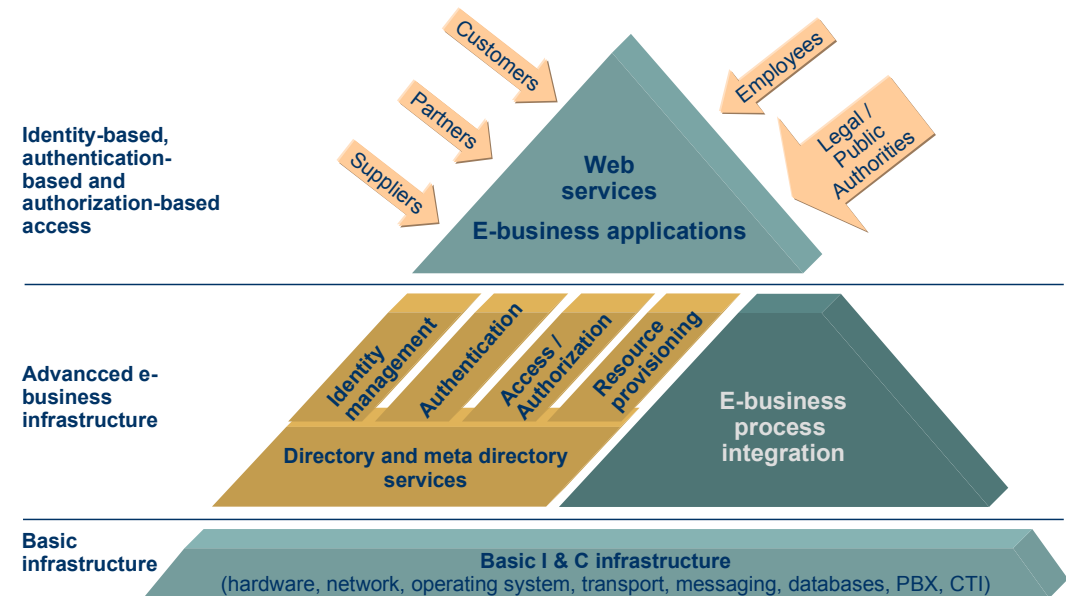 Customers
Partners
Suppliers
Employees
Legal /
Public
Authorities
Identity-based,
authentication-
based and
authorization-based
access
Web
services
E-business applications
Advancced e-
business
infrastructure
Identity
management
Authentication
Access /
Authorization
Resource
provisioning
Directory and meta directory
services
E-business
process
integration
Basic
infrastructure
Basic I & C infrastructure
(hardware, network, operating system, transport, messaging, databases, PBX, CTI)